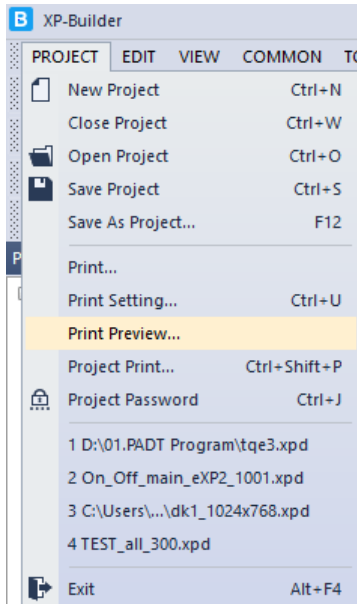 B XP-Builder
PROJECT EDIT VIEW COMMON
New Project Ctrl+N
Close Project Ctrl+W
Open Project Ctrl+O
Save Project Ctrl+S
Save As Project... F12
Print...
Print Setting... Ctrl+U
Print Preview...
Project Print... Ctrl+Shift+P
Project Password Ctrl+J
1 D:\01.PADT Program\tqe3.xpd
2 On_Off_main_eXP2_1001.xpd
3 C:\Users\...\dk1_1024x768.xpd
4 TEST_all_300.xpd
Exit Alt+F4